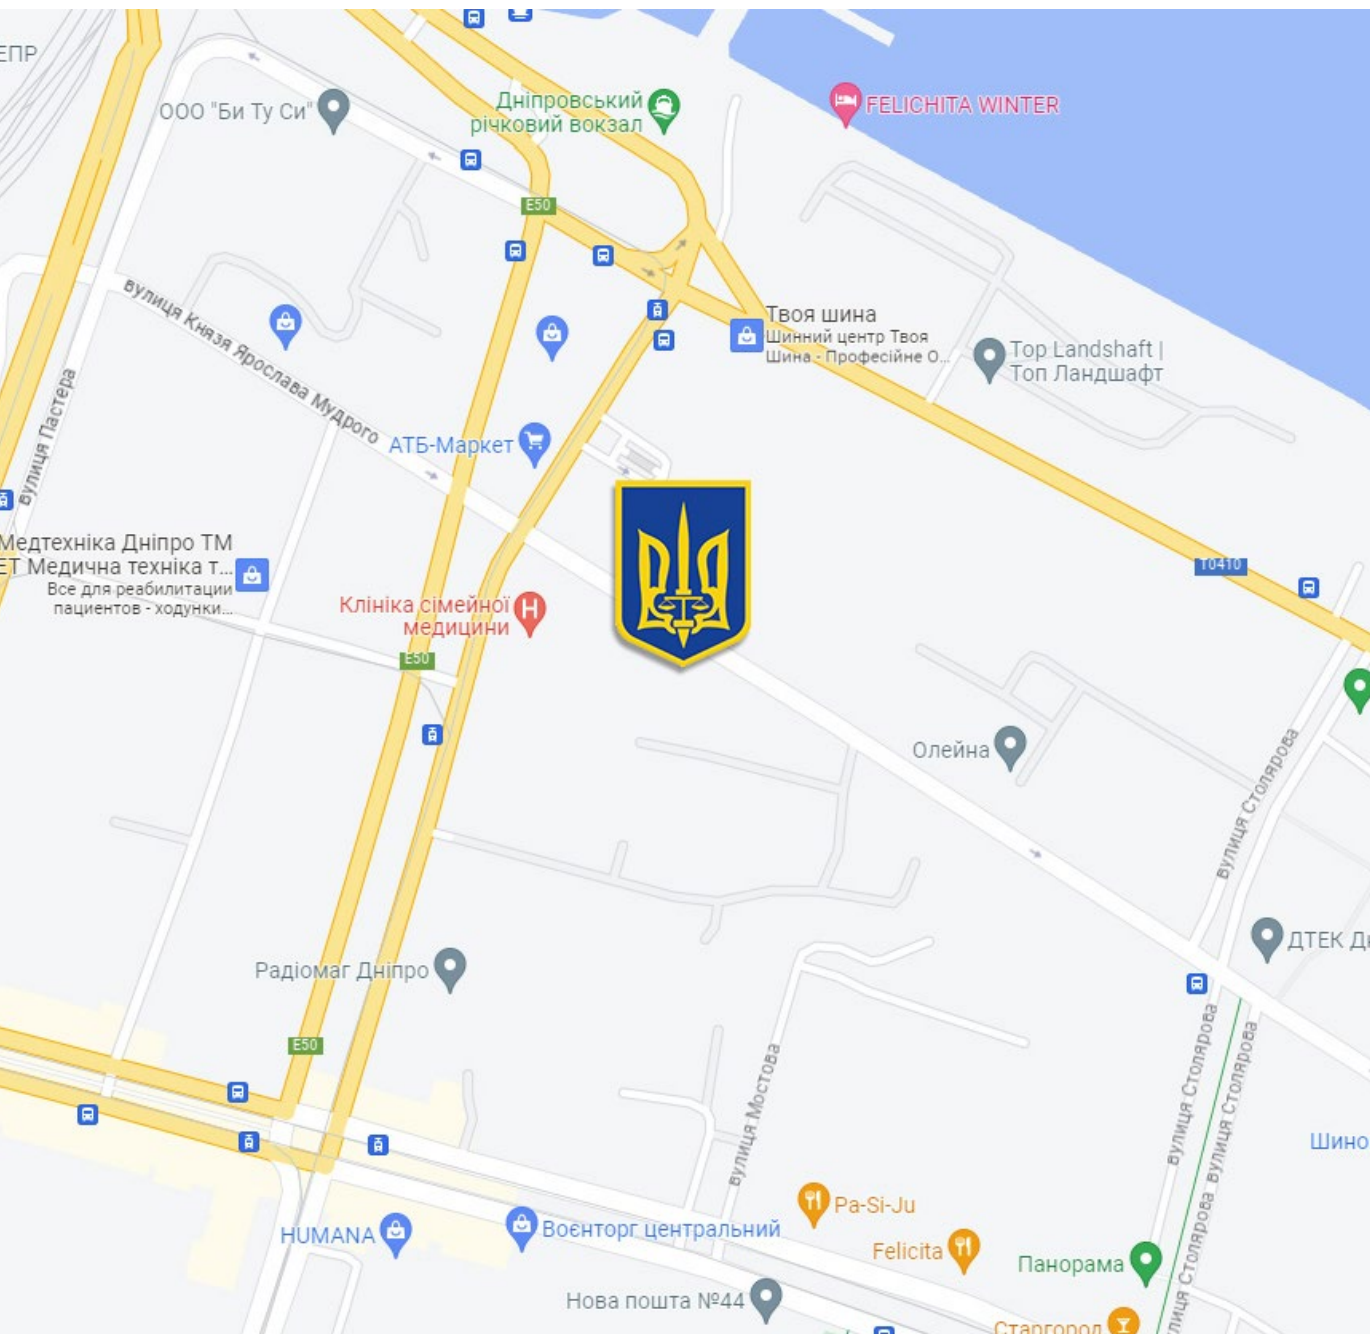 ЕПР
ООО "Би Ту Си"
Дніпровський
річковий вокзал
FELICHITA WINTER
E50
вулиця Князя Ярослава Мудрого
вулиця Пастера
Твоя шина
Шинний центр Твоя
Шина - Професійне О...
Top Landshaft |
Топ Ландшафт
АТБ-Маркет
Медтехніка Дніпро ТМ
ЕТ Медична техніка т...
Все для реабилитации
пациентов - ходунки...
T0410
Клініка сімейної
медицини
E50
Олейна
вулиця Столярова
ДТЕК Д
Радіомаг Дніпро
E50
вулиця Мостова
вулиця Столярова
вулиця Столярова
Шино
Pa-Si-Ju
HUMANA
Воєнторг центральний
Felicita
Панорама
Нова пошта №44
лиця Столярова
Старгород